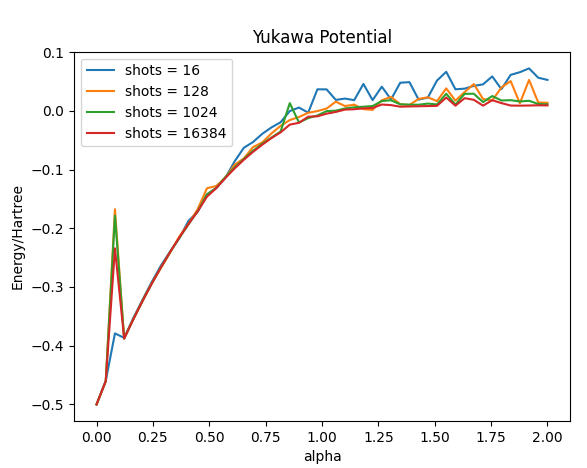 Yukawa Potential
shots = 16
shots = 128
shots = 1024
shots = 16384
Energy/Hartree
0.1
0.0
−0.1
−0.2
−0.3
−0.4
−0.5
0.00 0.25 0.50 0.75 1.00 1.25 1.50 1.75 2.00
alpha